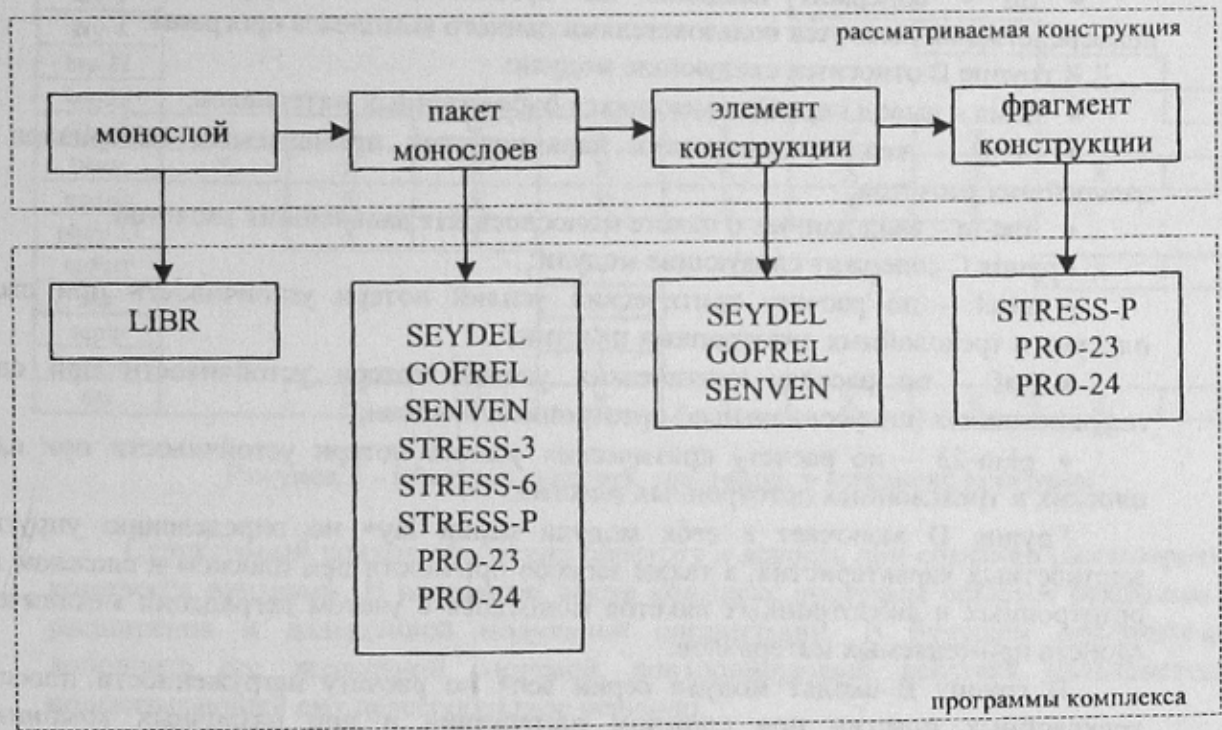 рассматриваемая конструкция
монослой
пакет
монослоев
элемент
конструкции
фрагмент
конструкции
LIBR
SEYDEL
GOFREL
SENVEN
STRESS-3
STRESS-6
STRESS-P
PRO-23
PRO-24
SEYDEL
GOFREL
SENVEN
STRESS-P
PRO-23
PRO-24
программы комплекса